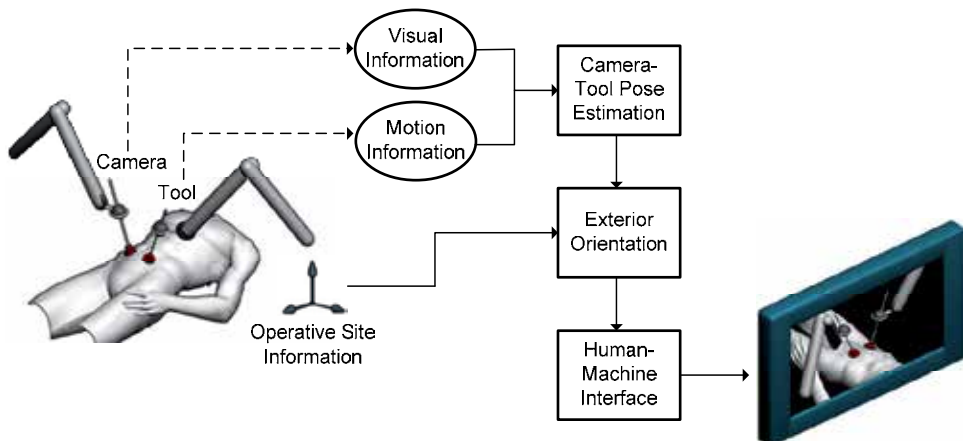 Visual
Information
Camera-
Tool Pose
Estimation
Motion
Information
Camera
Tool
Exterior
Orientation
Operative Site
Information
Human-
Machine
Interface